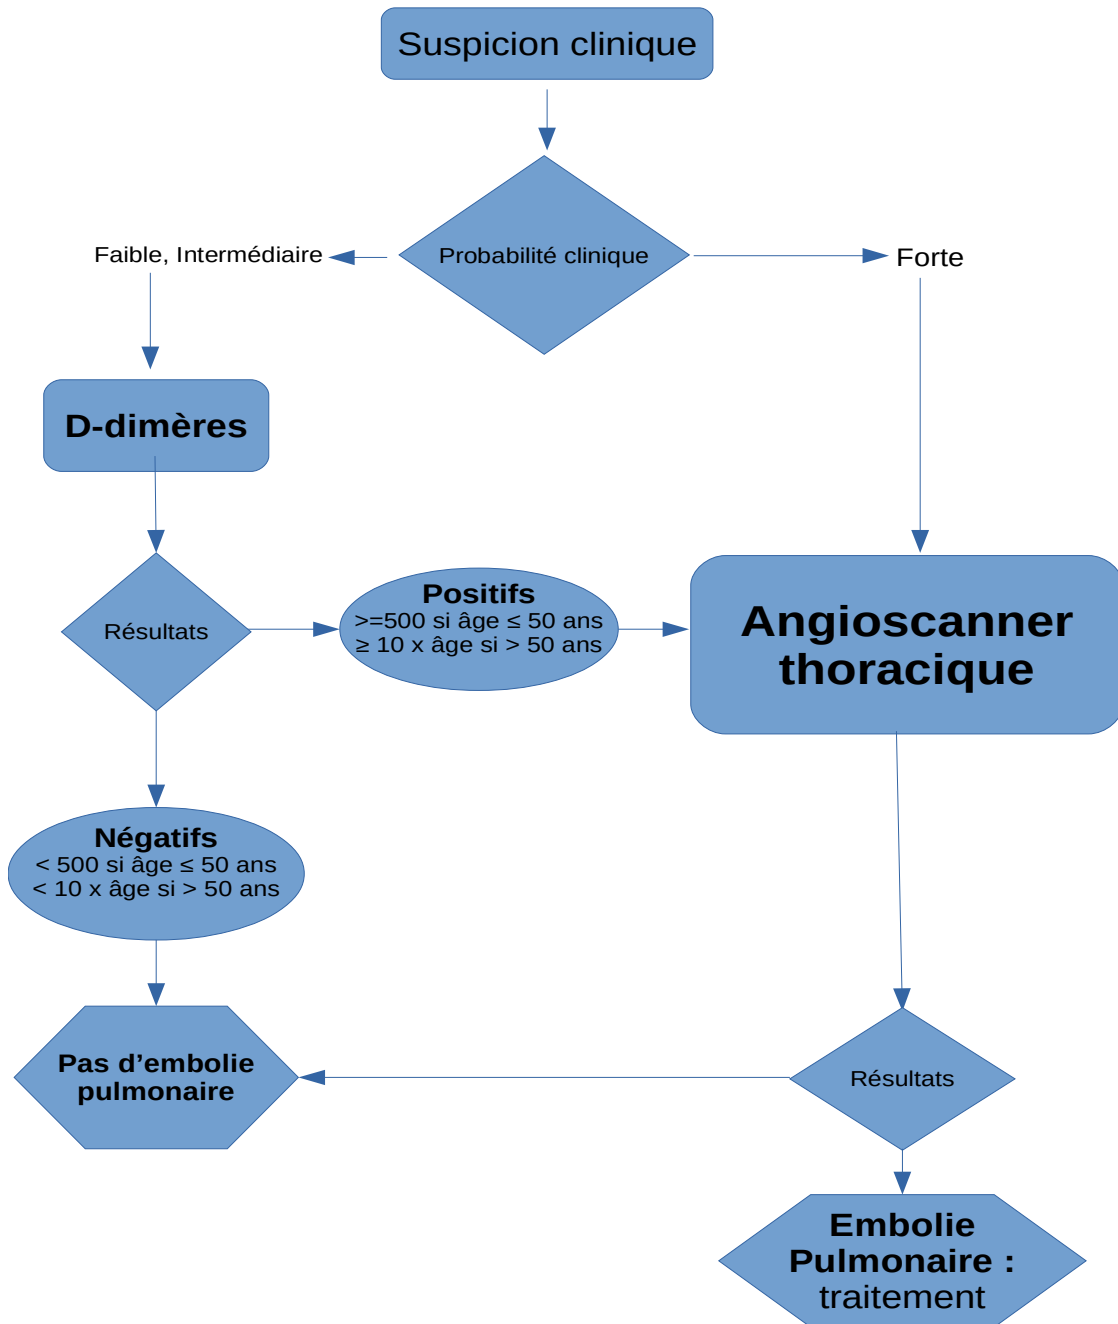 Suspicion clinique
Probabilité clinique
Faible, Intermédiaire
Forte
D-dimères
Résultats
Positifs
>=500 si âge ≤ 50 ans
≥ 10 x âge si > 50 ans
Angioscanner
thoracique
Négatifs
< 500 si âge ≤ 50 ans
< 10 x âge si > 50 ans
Pas d’embolie
pulmonaire
Résultats
Embolie
Pulmonaire :
traitement